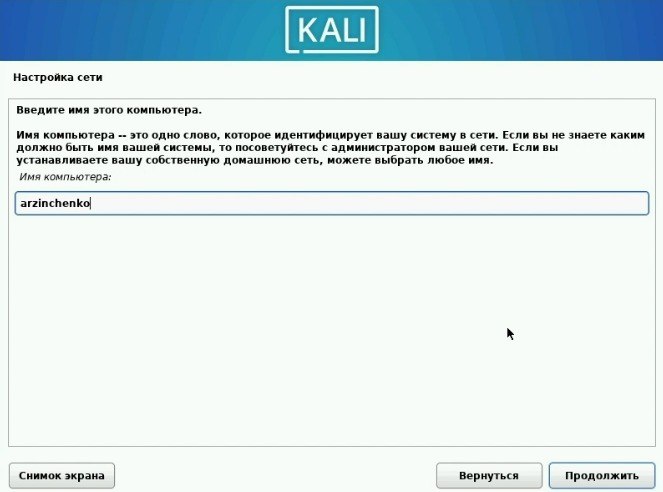 KALI
Настройка сети
Введите имя этого компьютера.
Имя компьютера -- это одно слово, которое идентифицирует вашу систему в сети. Если вы не знаете каким
должно быть имя вашей системы, то посоветуйтесь с администратором вашей сети. Если вы
устанавливаете вашу собственную домашнюю сеть, можете выбрать любое имя.
Имя компьютера:
arzinchenko
Снимок экрана
Вернуться
Продолжить